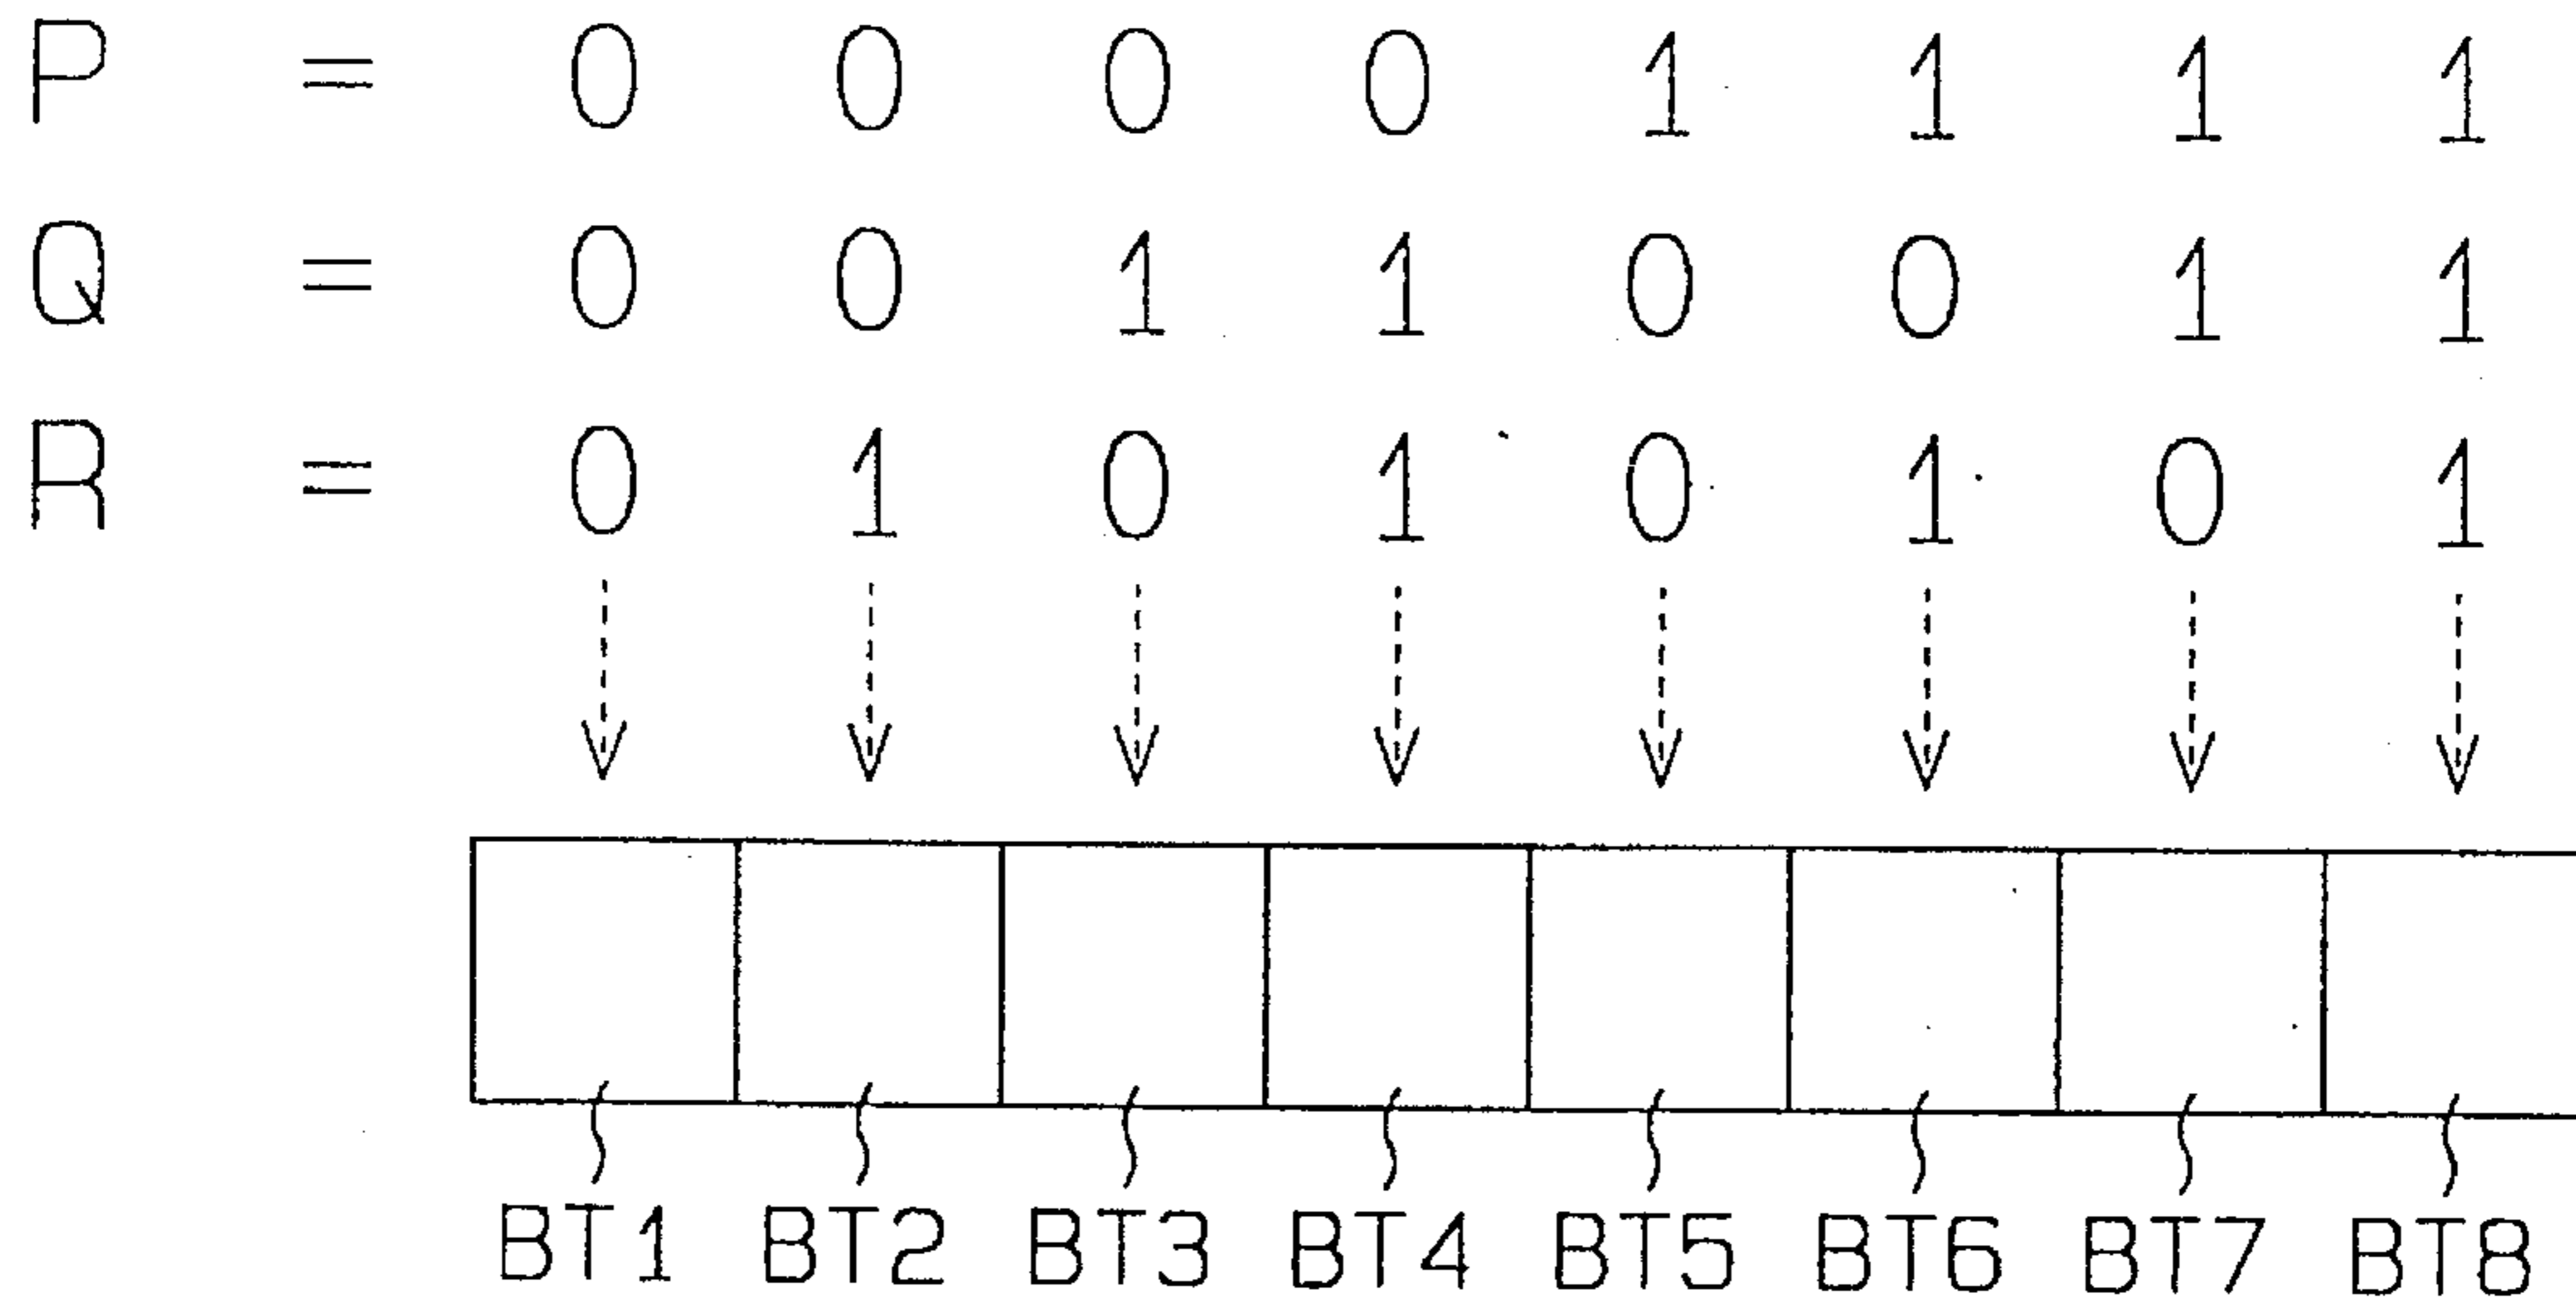 P = 0 0 0 0 1 1 1 1
Q = 0 0 1 1 0 0 1 1
R = 0 1 0 1 0 1 0 1
BT1 BT2 BT3 BT4 BT5 BT6 BT7 BT8